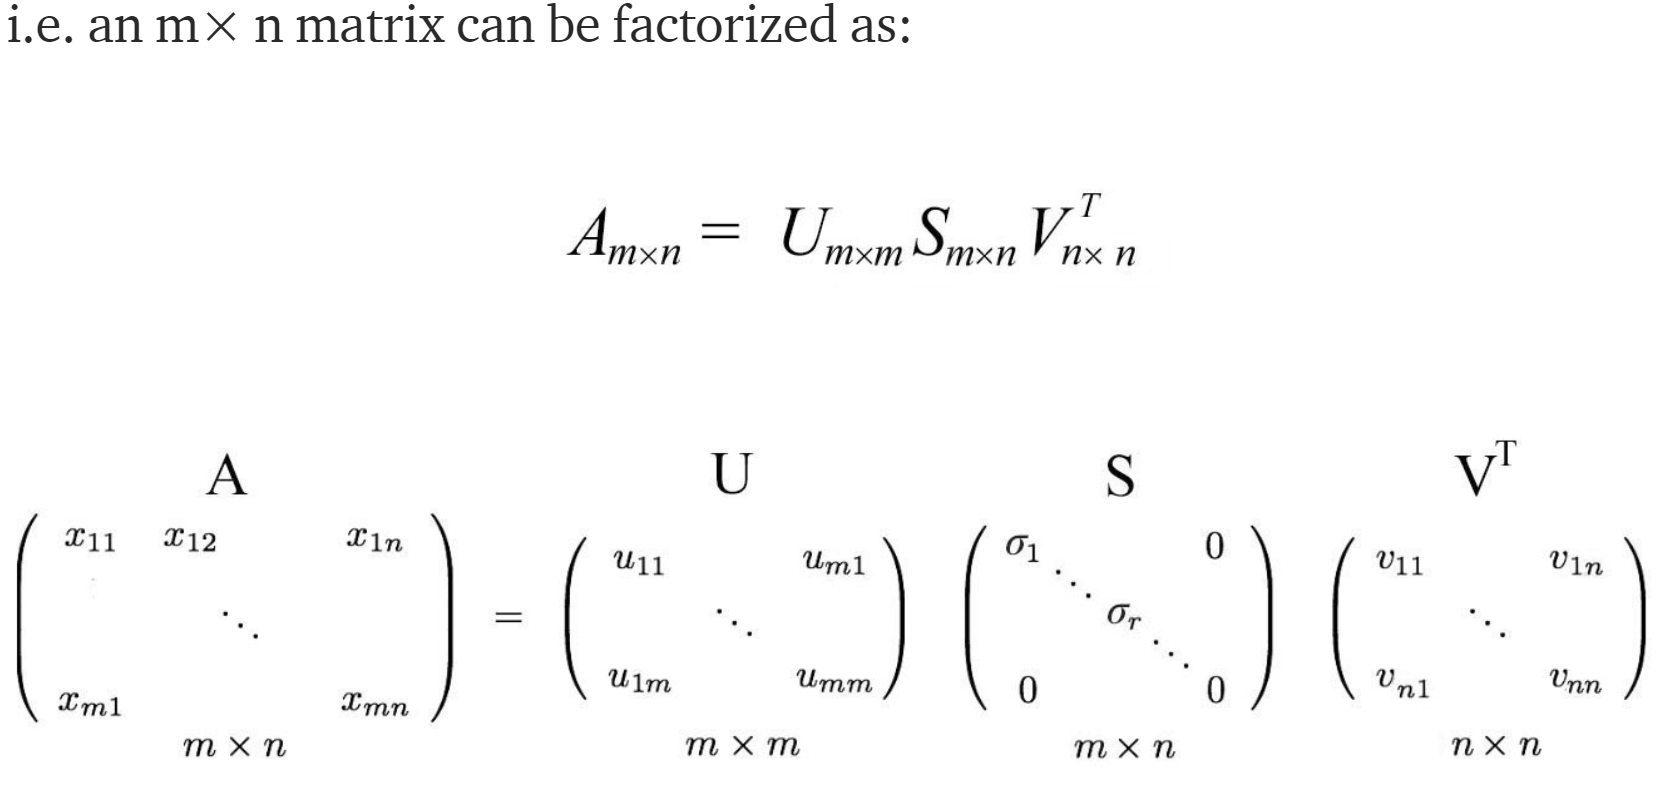 i.e. an m× n matrix can be factorized as:
A_{m×n} = U_{m×m} S_{m×n} V^T_{n× n}
A U S V^T
x_{11} x_{12} x_{1n} u_{11} u_{m1} σ_1 0 v_{11} v_{1n}
⋱ = ⋱ ⋱ σ_r ⋱ ⋱
x_{m1} x_{mn} u_{1m} u_{mm} 0 0 v_{n1} v_{nn}
m × n m × m m × n n × n